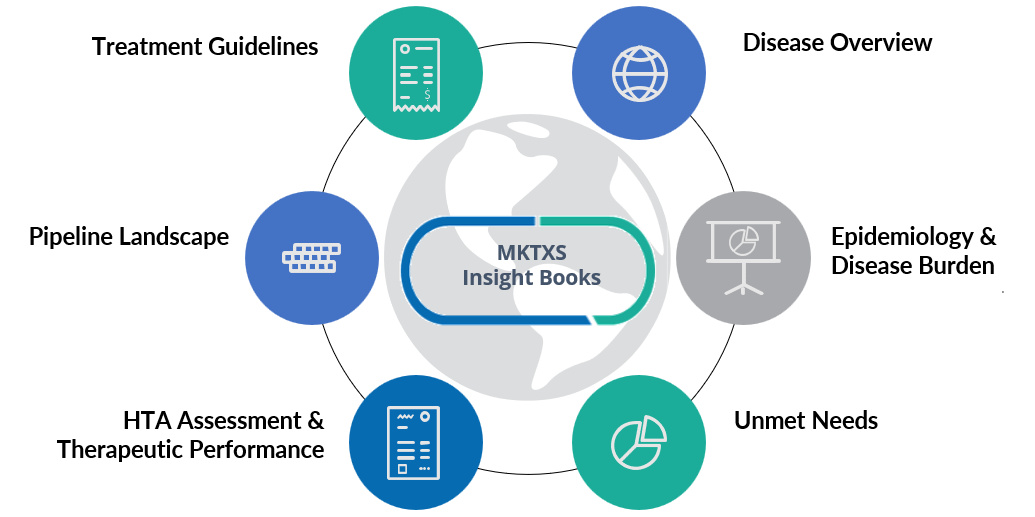 Treatment Guidelines
Disease Overview
Pipeline Landscape
MKTXS
Insight Books
Epidemiology &
Disease Burden
HTA Assessment &
Therapeutic Performance
Unmet Needs
$